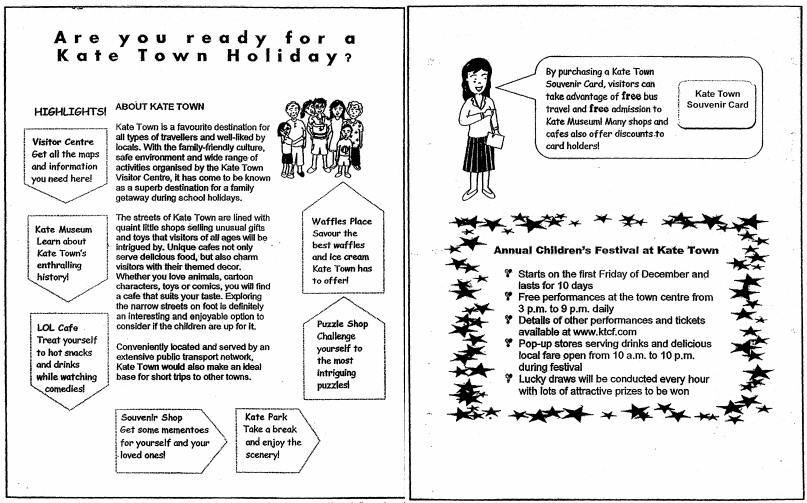 Are you ready for a
Kate Town Holiday?
HIGHLIGHTS!
Visitor Centre
Get all the maps
and information
you need here!
Kate Museum
Learn about
Kate Town's
enthralling
history!
LOL Cafe
Treat yourself
to hot snacks
and drinks
while watching
comedies!
ABOUT KATE TOWN
Kate Town is a favourite destination for
all types of travellers and well-liked by
locals. With the family-friendly culture,
safe environment and wide range of
activities organised by the Kate Town
Visitor Centre, it has come to be known
as a superb destination for a family
getaway during school holidays.
The streets of Kate Town are lined with
quaint little shops selling unusual gifts
and toys that visitors of all ages will be
intrigued by. Unique cafes not only
serve delicious food, but also charm
visitors with their themed decor.
Whether you love animals, cartoon
characters, toys or comics, you will find
a cafe that suits your taste. Exploring
the narrow streets on foot is definitely
an interesting and enjoyable option to
consider if the children are up for it.
Conveniently located and served by an
extensive public transport network,
Kate Town would also make an ideal
base for short trips to other towns.
Waffles Place
Savour the
best waffles
and ice cream
Kate Town has
to offer!
Puzzle Shop
Challenge
yourself to
the most
intriguing
puzzles!
Souvenir Shop
Get some mementoes
for yourself and your
loved ones!
Kate Park
Take a break
and enjoy the
scenery!
By purchasing a Kate Town
Souvenir Card, visitors can
take advantage of free bus
travel and free admission to
Kate Museum! Many shops and
cafes also offer discounts to
card holders!
Kate Town
Souvenir Card
Annual Children's Festival at Kate Town
Starts on the first Friday of December and
lasts for 10 days
Free performances at the town centre from
3 p.m. to 9 p.m. daily
Details of other performances and tickets
available at www.ktcf.com
Pop-up stores serving drinks and delicious
local fare open from 10 a.m. to 10 p.m.
during festival
Lucky draws will be conducted every hour
with lots of attractive prizes to be won